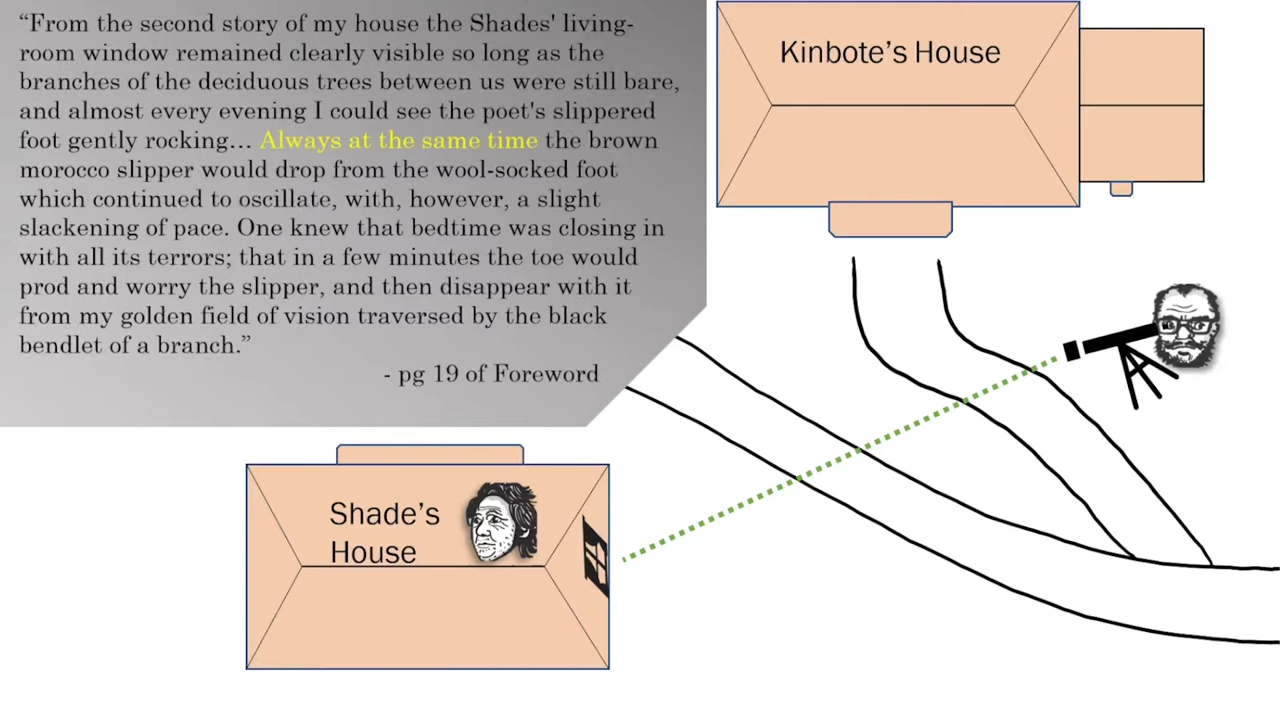 “From the second story of my house the Shades' living-
room window remained clearly visible so long as the
branches of the deciduous trees between us were still bare,
and almost every evening I could see the poet's slippered
foot gently rocking… Always at the same time the brown
morocco slipper would drop from the wool-socked foot
which continued to oscillate, with, however, a slight
slackening of pace. One knew that bedtime was closing in
with all its terrors; that in a few minutes the toe would
prod and worry the slipper, and then disappear with it
from my golden field of vision traversed by the black
bendlet of a branch.”
- pg 19 of Foreword
Kinbote’s House
Shade’s
House